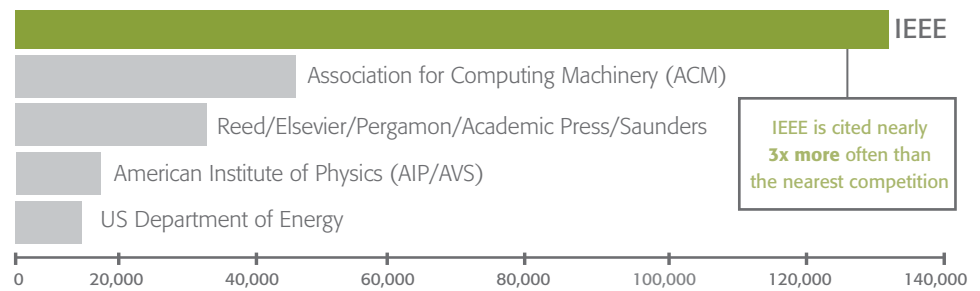 IEEE
Association for Computing Machinery (ACM)
Reed/Elsevier/Pergamon/Academic Press/Saunders
IEEE is cited nearly
3x more often than
the nearest competition
American Institute of Physics (AIP/AVS)
US Department of Energy
0 20,000 40,000 60,000 80,000 100,000 120,000 140,000